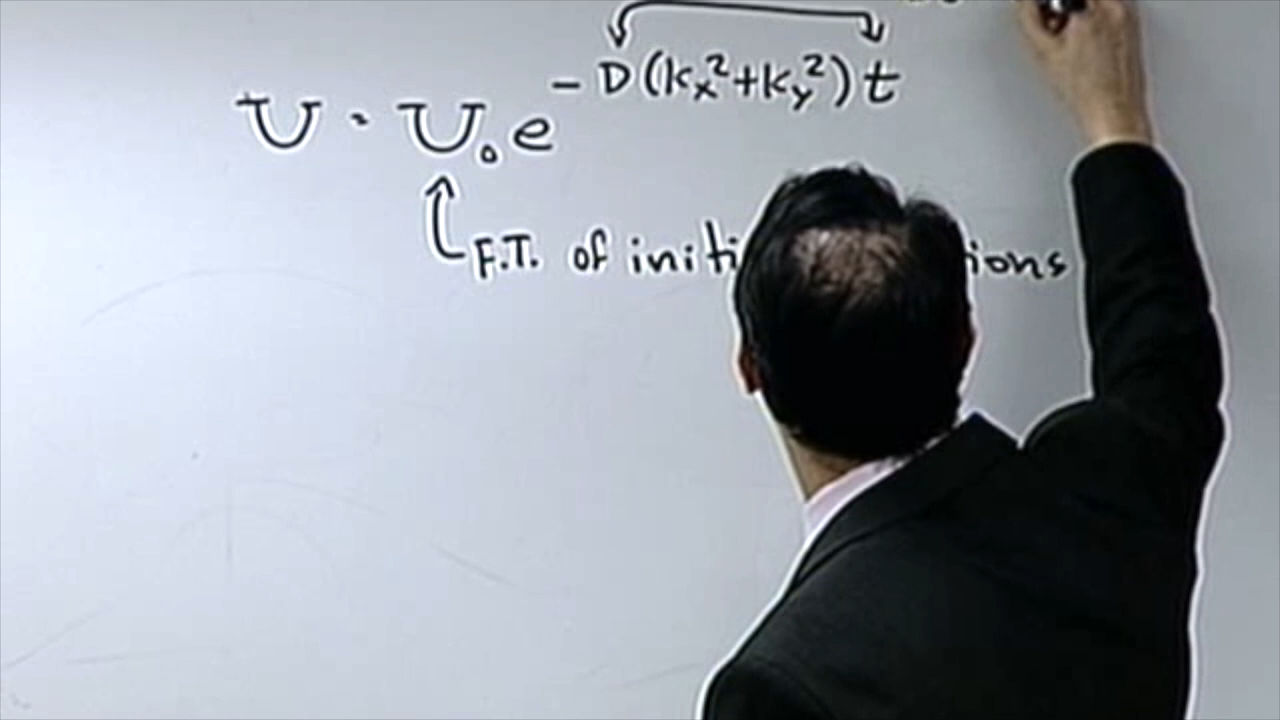 U = U₀e^{-D(kx²+ky²)t}
F.T. of initi ions